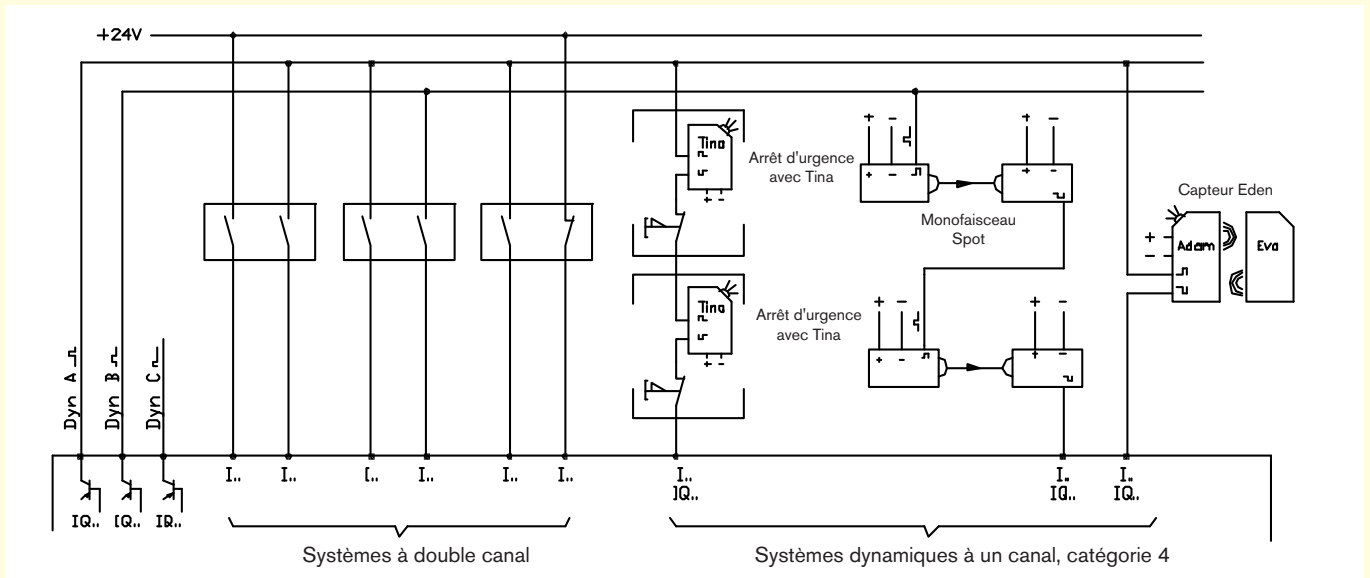 +24V
Tina
Arrêt d'urgence
avec Tina
+ -
+ - 
+ -
+ -
+ -
Monofaisceau
Spot
Capteur Eden
+
-
Adam
Eva
Tina
Arrêt d'urgence
avec Tina
+ -
+ -
+ -
+ -
+ -
Dyn A
Dyn B
Dyn C
I.. I.. I.. I.. I.. I.. I.. I.. I..
IQ.. IQ.. IQ..
IQ.. IQ.. IQ..
Systèmes à double canal
Systèmes dynamiques à un canal, catégorie 4